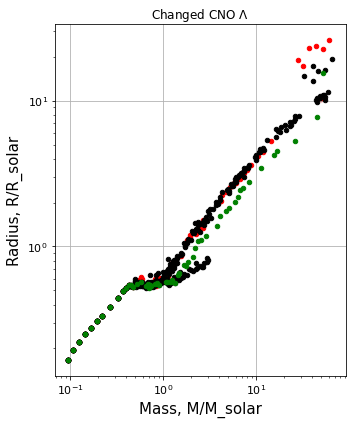 Changed CNO Λ
Radius, R/R_solar
10¹
10⁰
10⁻¹ 10⁰ 10¹
Mass, M/M_solar